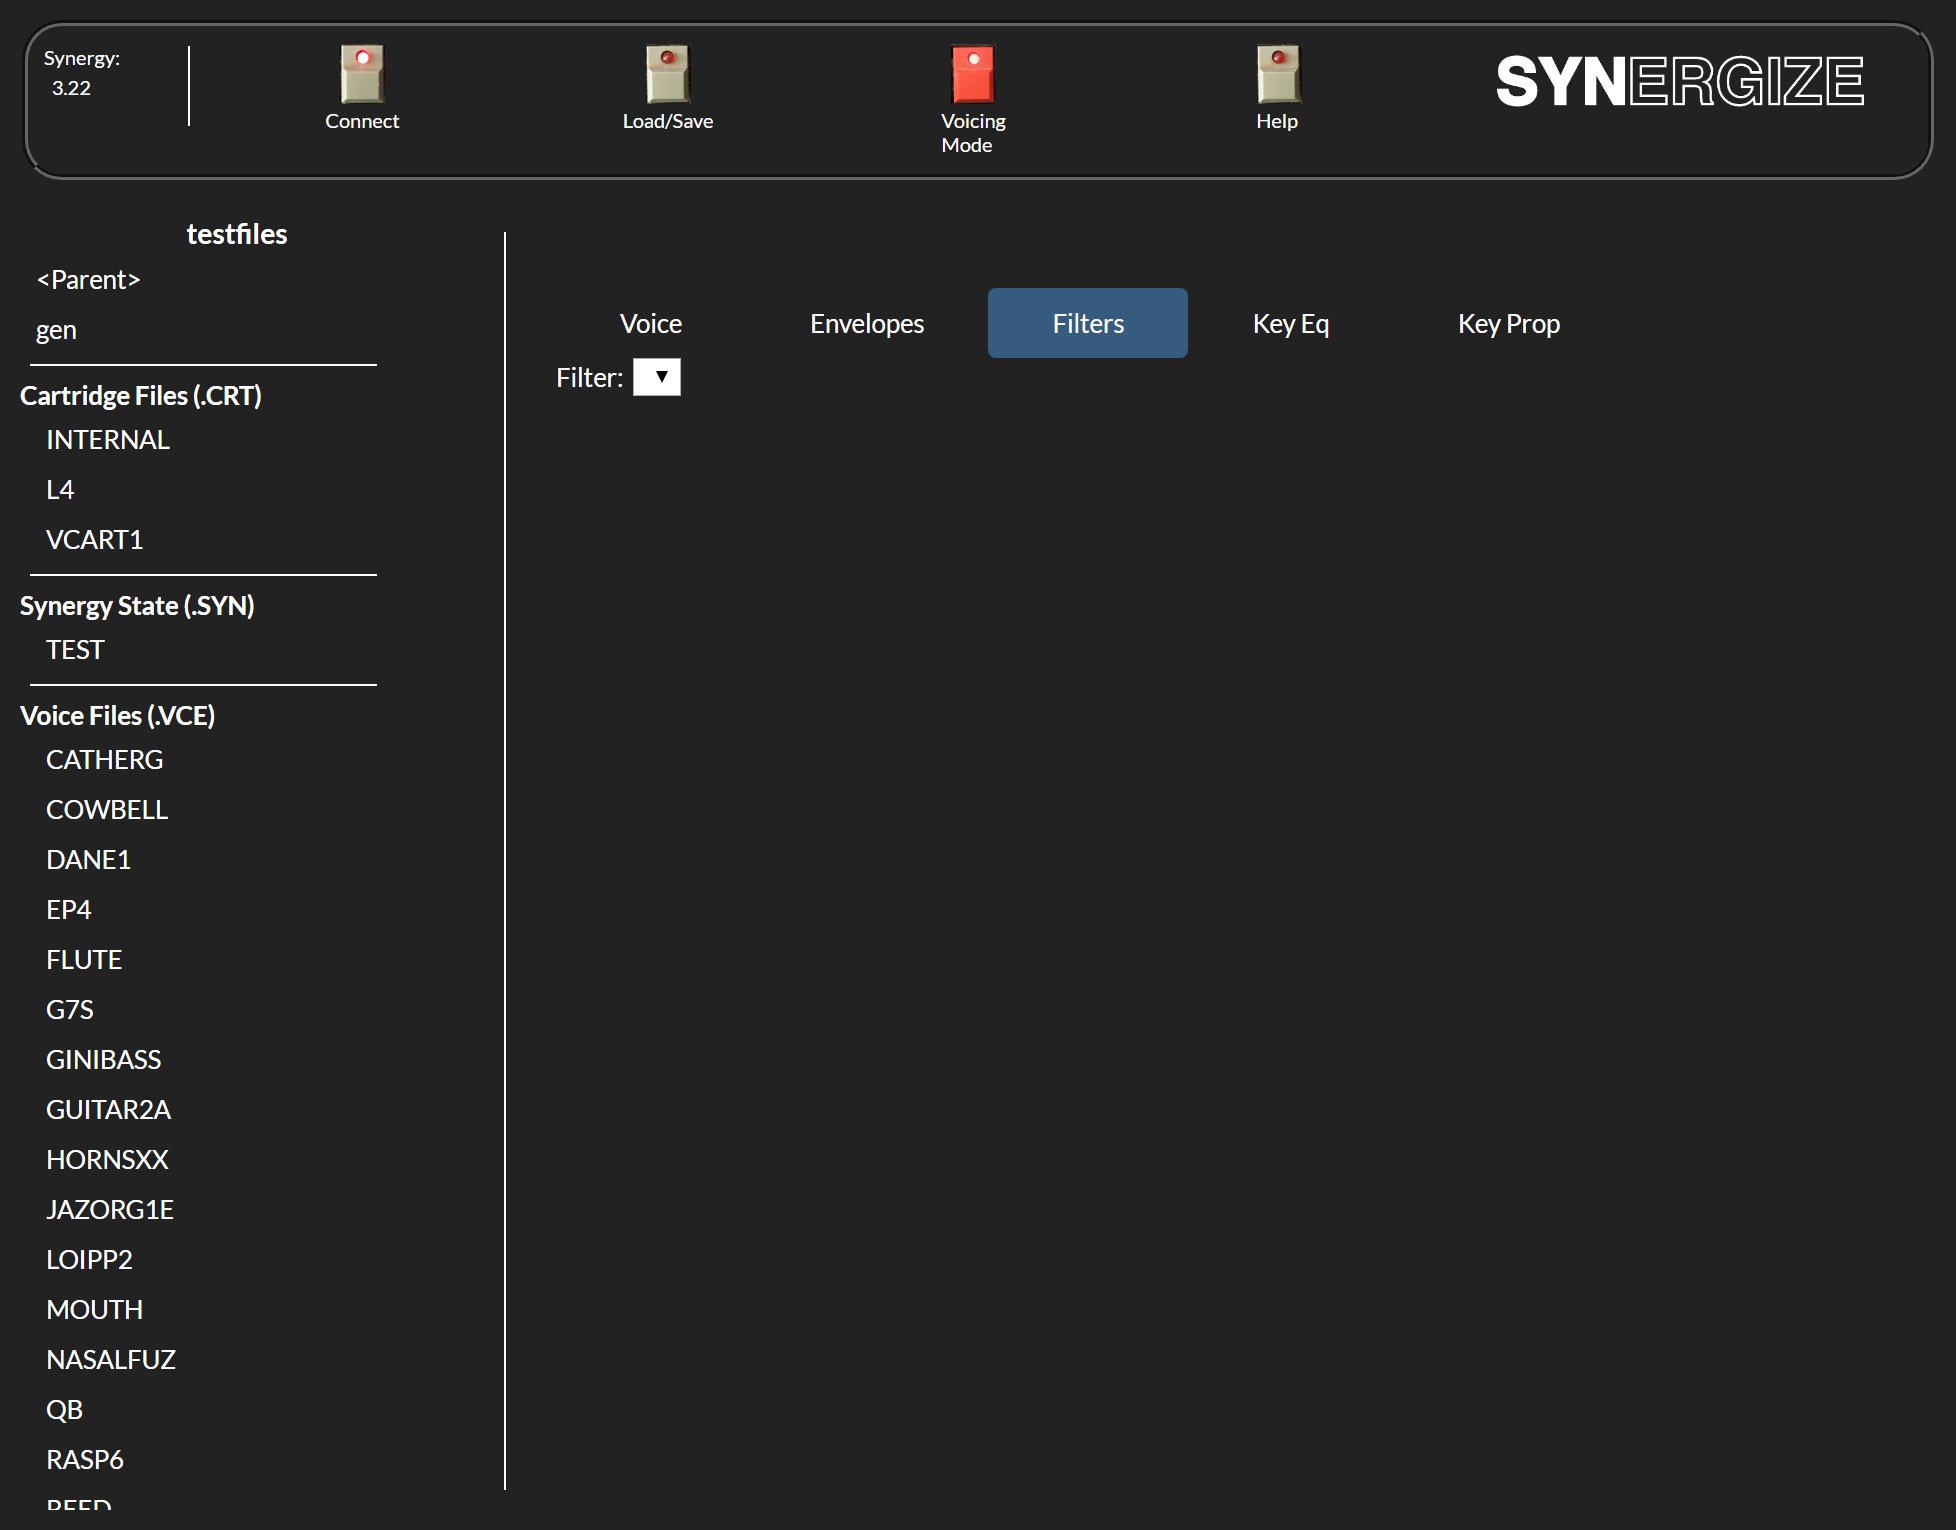 Synergy:
3.22
Connect
Load/Save
Voicing
Mode
Help
SYNERGIZE
testfiles
<Parent>
gen
Cartridge Files (.CRT)
INTERNAL
L4
VCART1
Synergy State (.SYN)
TEST
Voice Files (.VCE)
CATHERG
COWBELL
DANE1
EP4
FLUTE
G7S
GINIBASS
GUITAR2A
HORNSXX
JAZORG1E
LOIPP2
MOUTH
NASALFUZ
QB
RASP6
Voice Envelopes Filters Key Eq Key Prop
Filter: